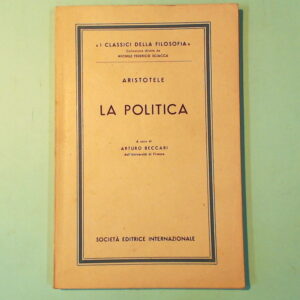 « I CLASSICI DELLA FILOSOFIA »
Collezione diretta da
MICHELE FEDERICO SCIACCA
ARISTOTELE
LA POLITICA
A cura di
ARTURO BECCARI
dell'Università di Torino
SOCIETÀ EDITRICE INTERNAZIONALE